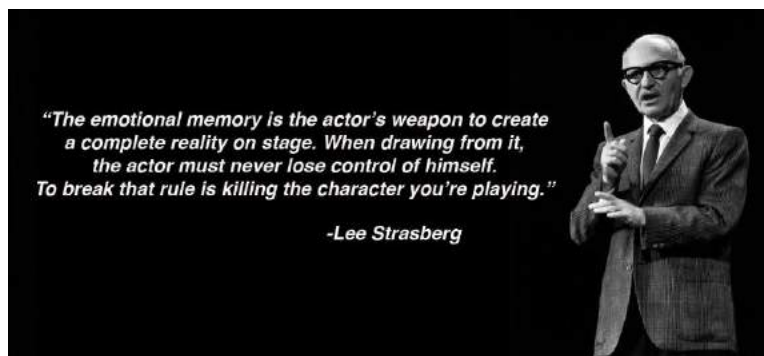 “The emotional memory is the actor’s weapon to create
a complete reality on stage. When drawing from it,
the actor must never lose control of himself.
To break that rule is killing the character you’re playing.”
-Lee Strasberg